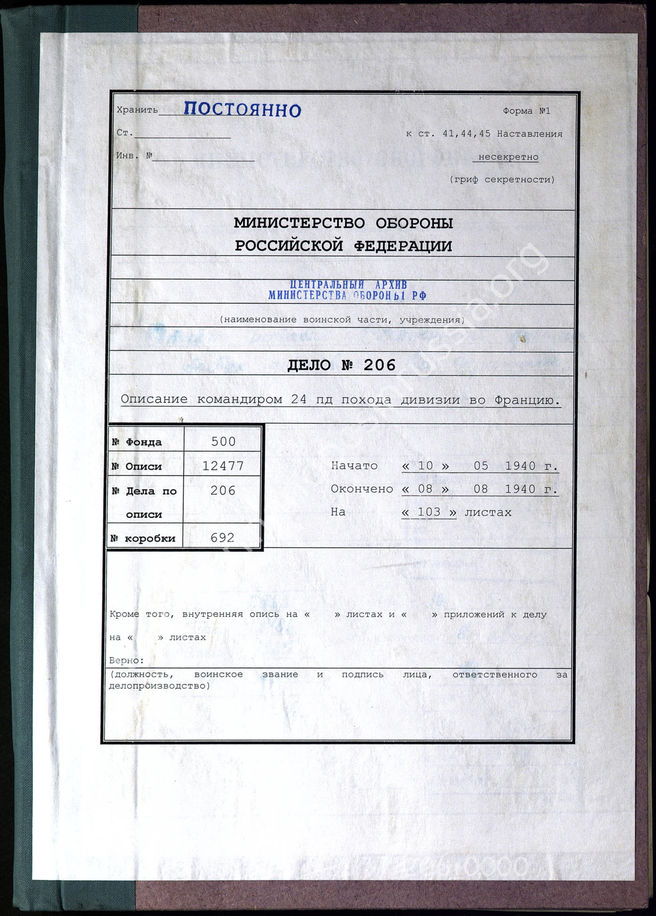 Хранить ПОСТОЯННО Форма №1
Ст. к ст. 41,44,45 Наставления
Инв. № несекретно
(гриф секретности)
МИНИСТЕРСТВО ОБОРОНЫ
РОССИЙСКОЙ ФЕДЕРАЦИИ
ЦЕНТРАЛЬНЫЙ АРХИВ
МИНИСТЕРСТВА ОБОРОНЫ РФ
(наименование воинской части, учреждения)
ДЕЛО № 206
Описание командиром 24 пд похода дивизии во Францию.
№ Фонда 500
№ Описи 12477
№ Дела по описи 206
№ коробки 692
Начато « 10 » 05 1940 г.
Окончено « 08 » 08 1940 г.
На « 103 » листах
Кроме того, внутренняя опись на « » листах и « » приложений к делу
на « » листах
Верно:
(должность, воинское звание и подпись лица, ответственного за
делопроизводство)